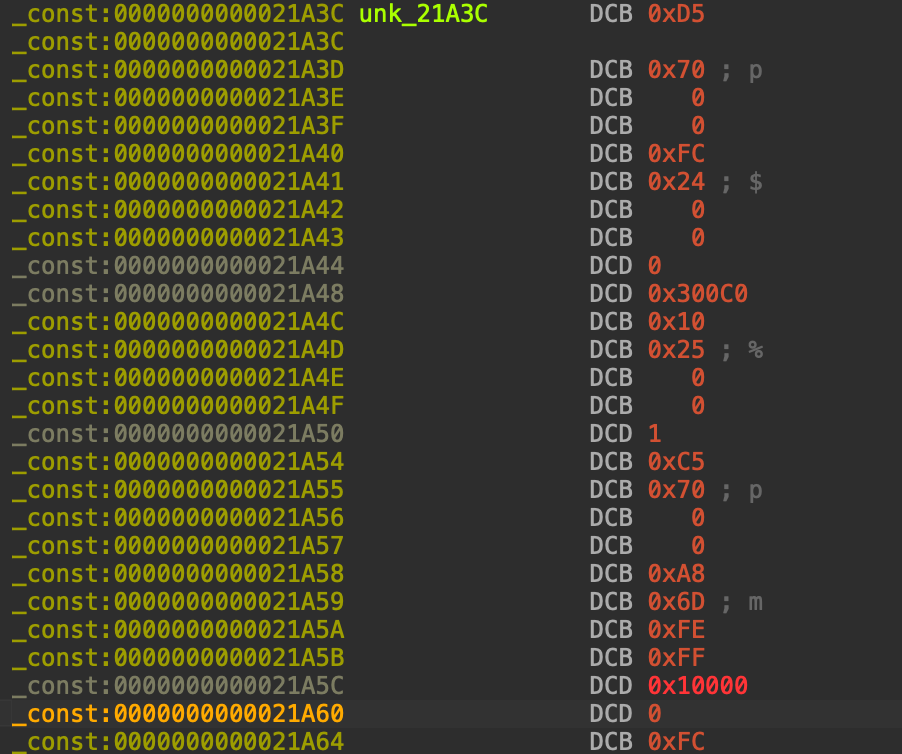 _const:0000000000021A3C unk_21A3C DCB 0xD5
_const:0000000000021A3C
_const:0000000000021A3D DCB 0x70 ; p
_const:0000000000021A3E DCB 0
_const:0000000000021A3F DCB 0
_const:0000000000021A40 DCB 0xFC
_const:0000000000021A41 DCB 0x24 ; $
_const:0000000000021A42 DCB 0
_const:0000000000021A43 DCB 0
_const:0000000000021A44 DCD 0
_const:0000000000021A48 DCD 0x300C0
_const:0000000000021A4C DCB 0x10
_const:0000000000021A4D DCB 0x25 ; %
_const:0000000000021A4E DCB 0
_const:0000000000021A4F DCB 0
_const:0000000000021A50 DCD 1
_const:0000000000021A54 DCB 0xC5
_const:0000000000021A55 DCB 0x70 ; p
_const:0000000000021A56 DCB 0
_const:0000000000021A57 DCB 0
_const:0000000000021A58 DCB 0xA8
_const:0000000000021A59 DCB 0x6D ; m
_const:0000000000021A5A DCB 0xFE
_const:0000000000021A5B DCB 0xFF
_const:0000000000021A5C DCD 0x10000
_const:0000000000021A60 DCD 0
_const:0000000000021A64 DCB 0xFC